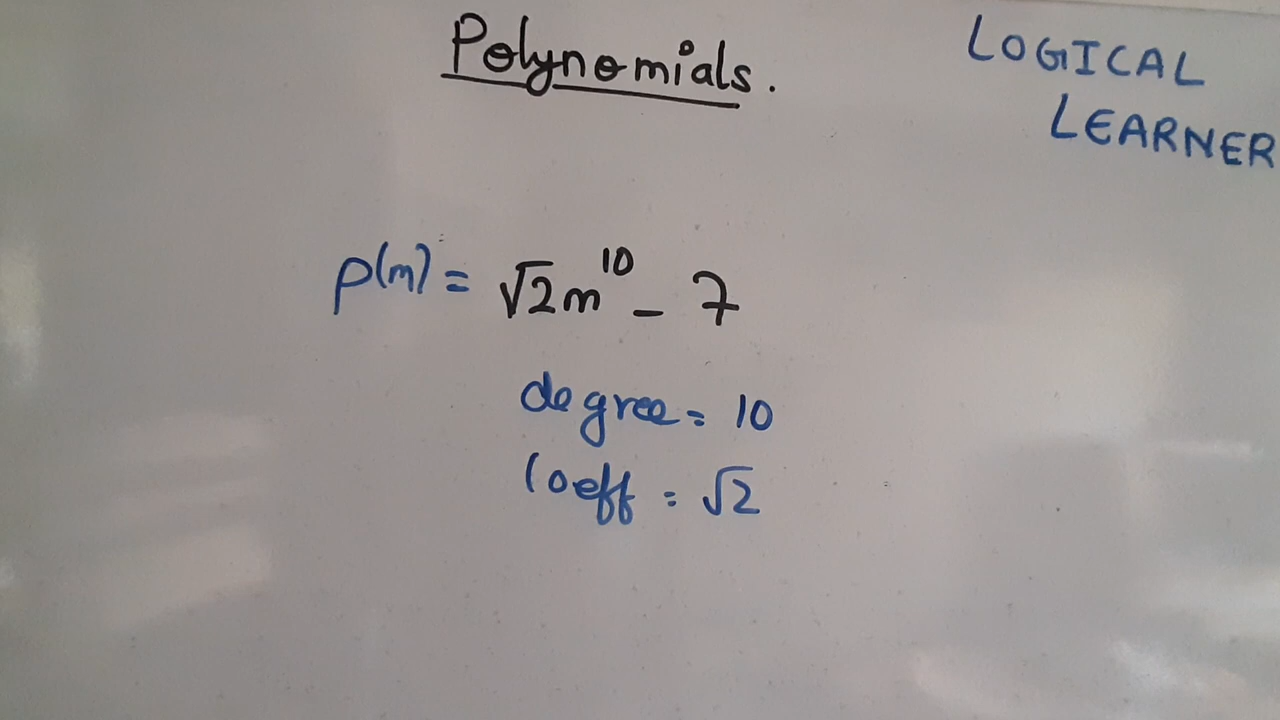 Polynomials.
LOGICAL
LEARNER
p(m) = √2m¹⁰ - 7
degree = 10
Coeff = √2